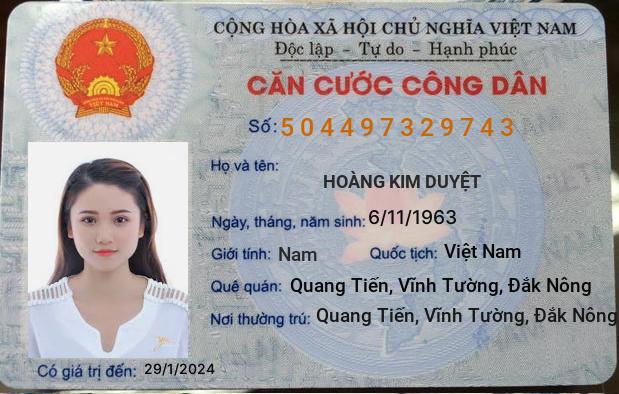 CỘNG HÒA XÃ HỘI CHỦ NGHĨA VIỆT NAM
Độc lập - Tự do - Hạnh phúc
CĂN CƯỚC CÔNG DÂN
Số: 504497329743
Họ và tên:
HOÀNG KIM DUYỆT
Ngày, tháng, năm sinh: 6/11/1963
Giới tính: Nam Quốc tịch: Việt Nam
Quê quán: Quang Tiến, Vĩnh Tường, Đắk Nông
Nơi thường trú: Quang Tiến, Vĩnh Tường, Đắk Nông
Có giá trị đến: 29/1/2024
VIỆT NAM